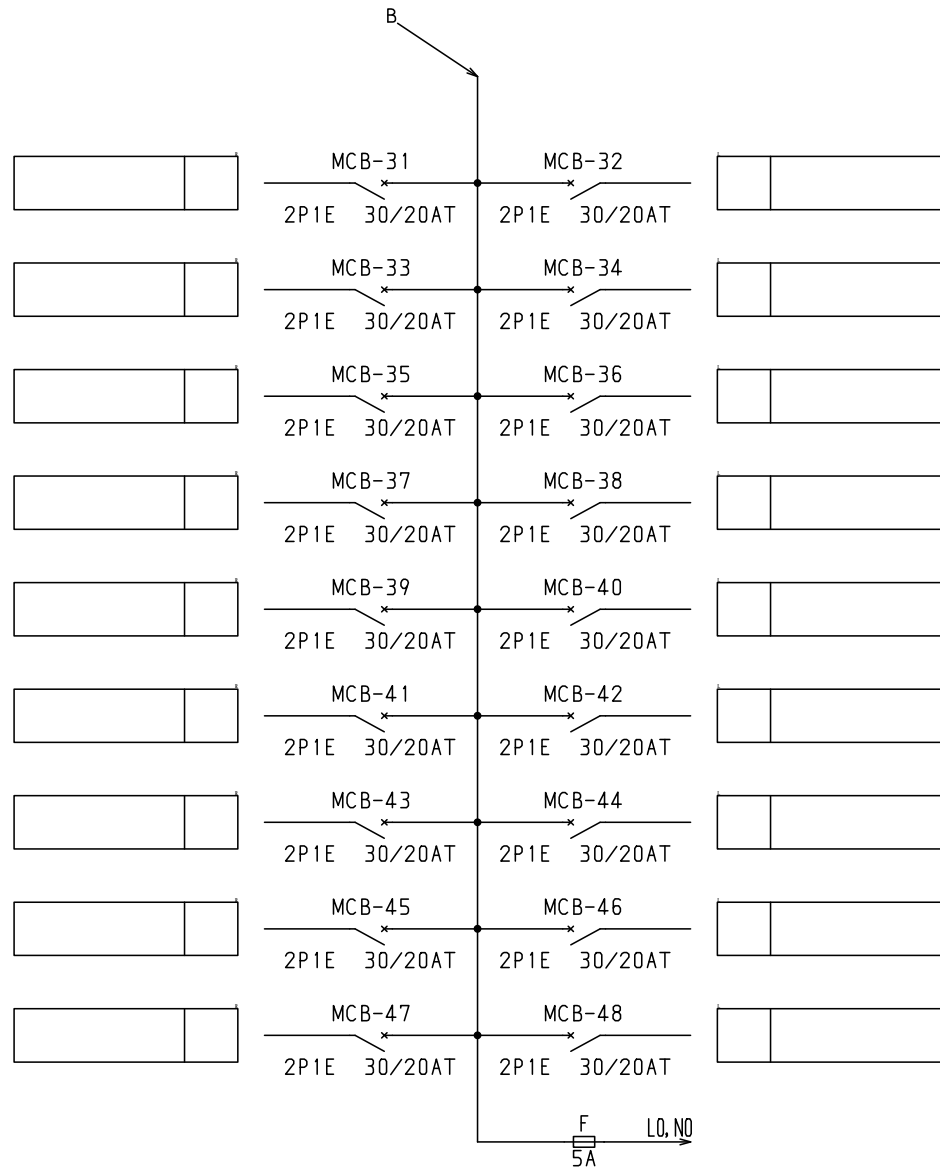 B
MCB-31 MCB-32
2P1E 30/20AT 2P1E 30/20AT
MCB-33 MCB-34
2P1E 30/20AT 2P1E 30/20AT
MCB-35 MCB-36
2P1E 30/20AT 2P1E 30/20AT
MCB-37 MCB-38
2P1E 30/20AT 2P1E 30/20AT
MCB-39 MCB-40
2P1E 30/20AT 2P1E 30/20AT
MCB-41 MCB-42
2P1E 30/20AT 2P1E 30/20AT
MCB-43 MCB-44
2P1E 30/20AT 2P1E 30/20AT
MCB-45 MCB-46
2P1E 30/20AT 2P1E 30/20AT
MCB-47 MCB-48
2P1E 30/20AT 2P1E 30/20AT
F L0, N0
5A